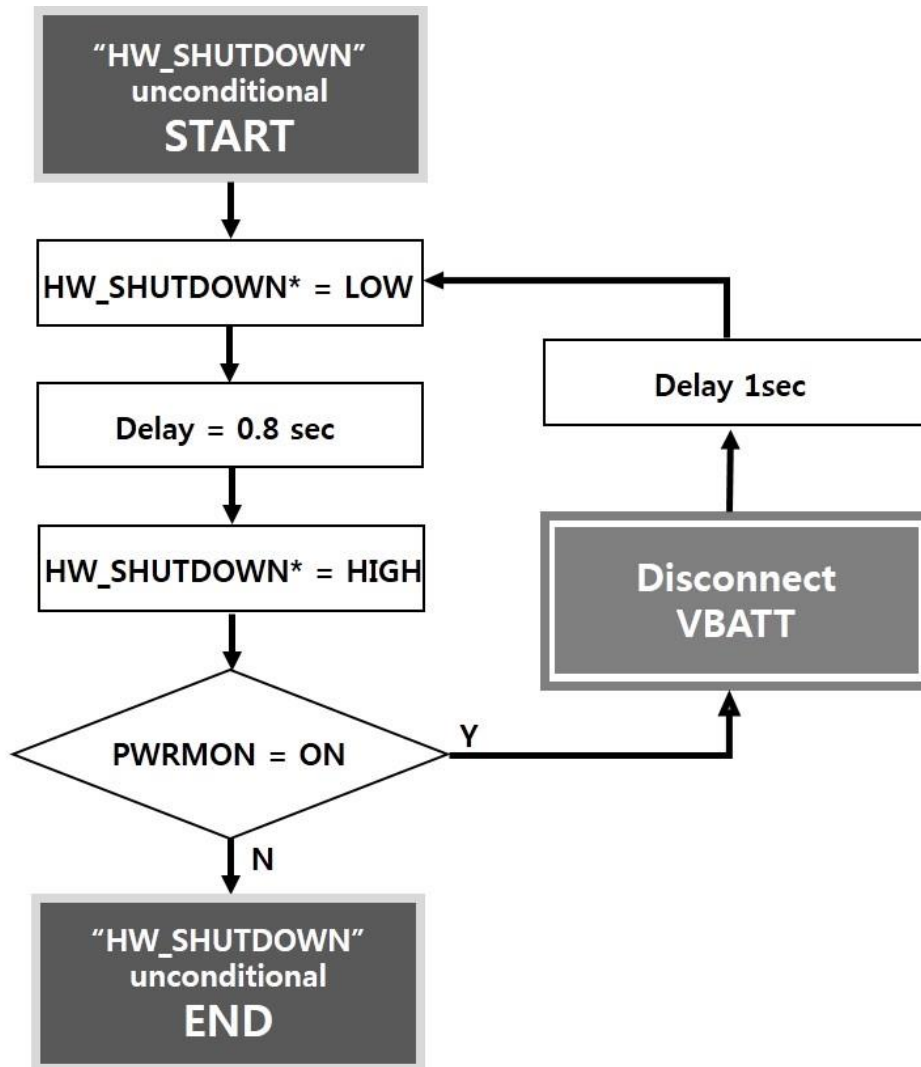 “HW_SHUTDOWN”
unconditional
START
HW_SHUTDOWN* = LOW
Delay = 0.8 sec
HW_SHUTDOWN* = HIGH
PWRMON = ON
Y
N
Delay 1sec
Disconnect
VBATT
“HW_SHUTDOWN”
unconditional
END